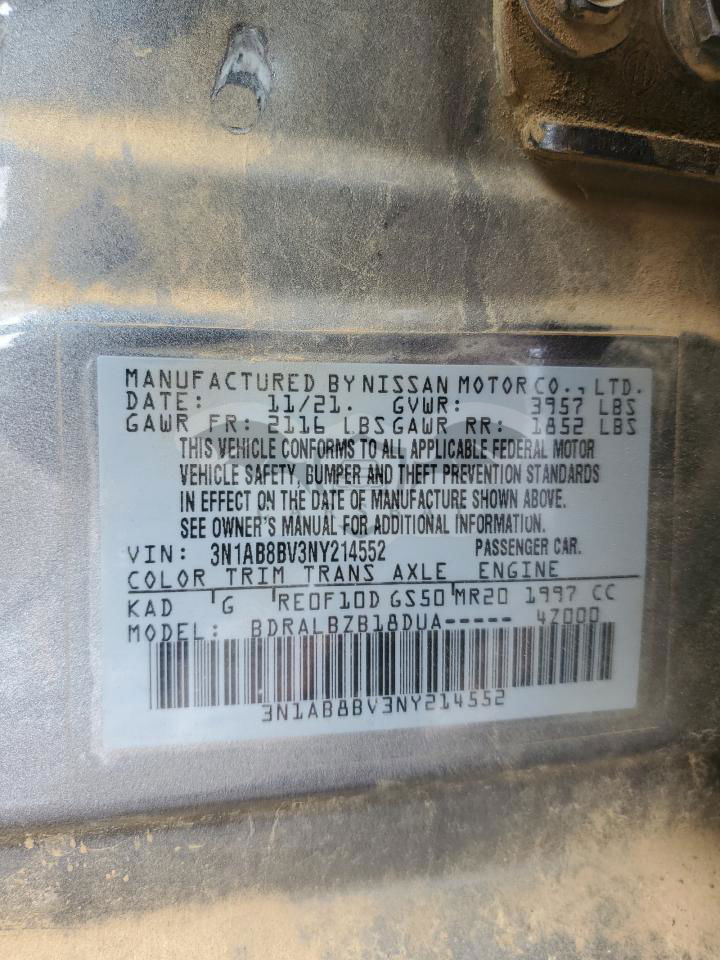 MANUFACTURED BY NISSAN MOTOR CO., LTD.
DATE: 11/21. GVWR: 3957 LBS
GAWR FR: 2116 LBS GAWR RR: 1852 LBS
THIS VEHICLE CONFORMS TO ALL APPLICABLE FEDERAL MOTOR
VEHICLE SAFETY, BUMPER AND THEFT PREVENTION STANDARDS
IN EFFECT ON THE DATE OF MANUFACTURE SHOWN ABOVE.
SEE OWNER'S MANUAL FOR ADDITIONAL INFORMATION.
VIN: 3N1AB8BV3NY214552 PASSENGER CAR.
COLOR TRIM TRANS AXLE ENGINE
KAD G RE0F10D GS50 MR20 1997 CC
MODEL: BDRALBZB18DUA----- 4Z000
3N1AB8BV3NY214552